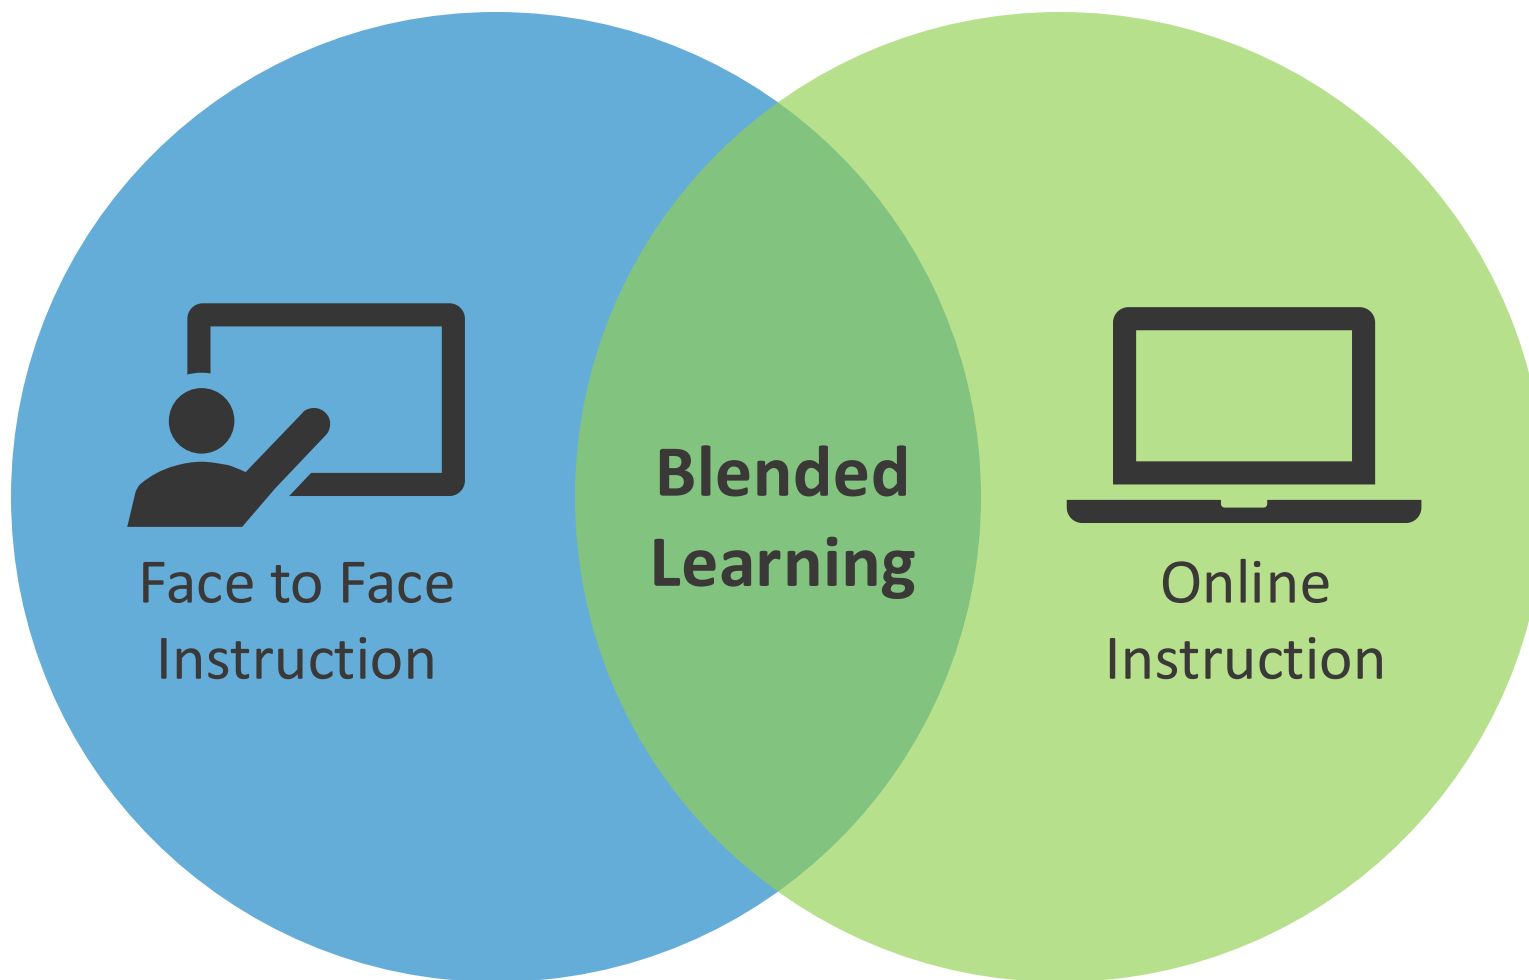 Face to Face
Instruction
Blended
Learning
Online
Instruction